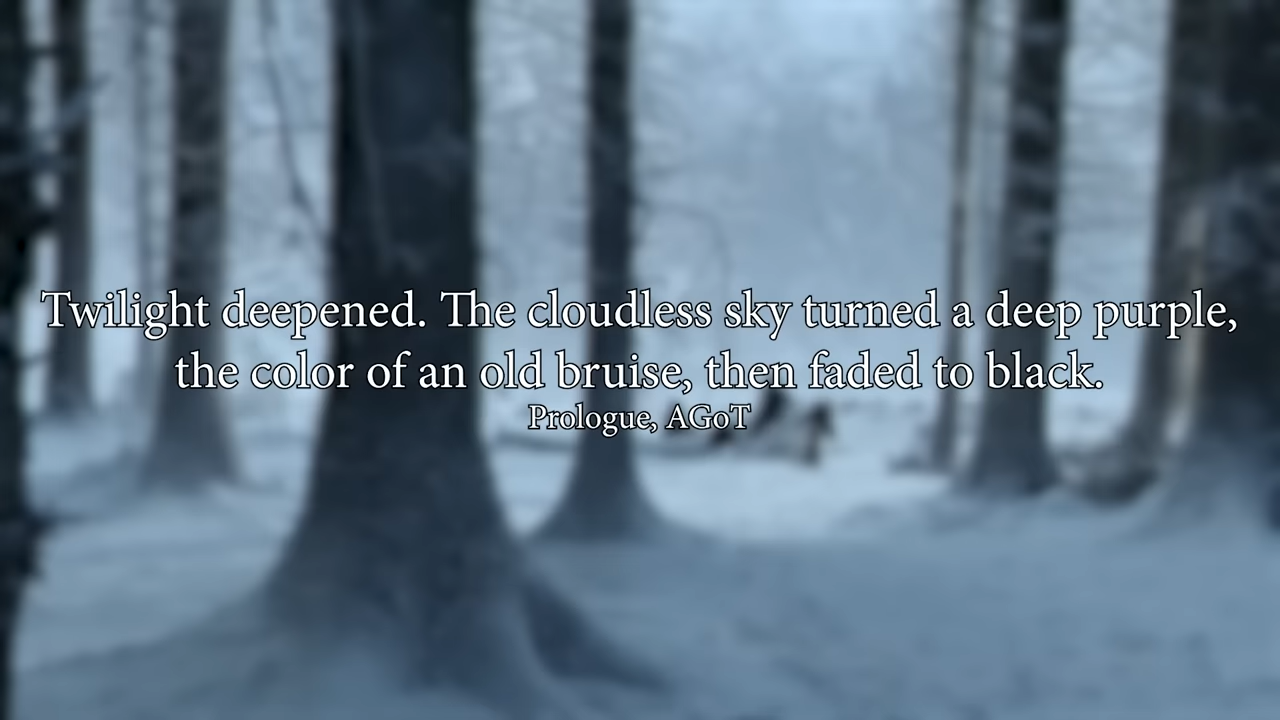 Twilight deepened. The cloudless sky turned a deep purple,
the color of an old bruise, then faded to black.
Prologue, AGoT